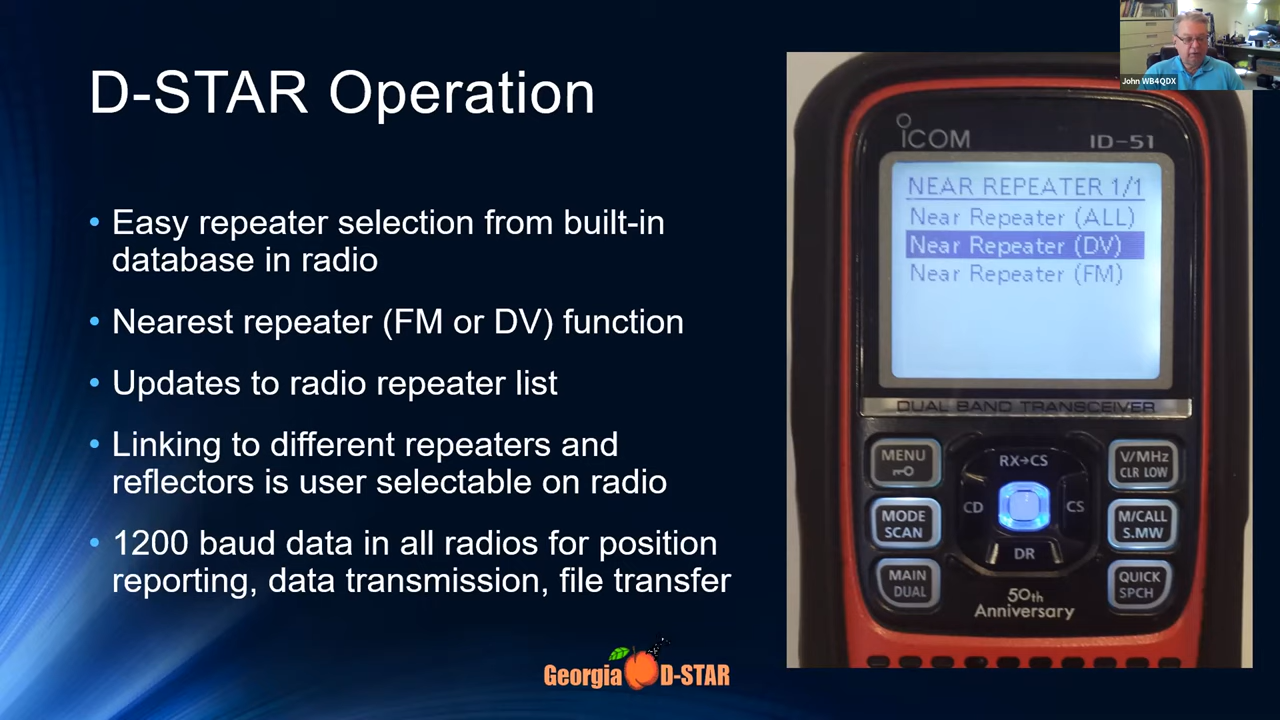 D-STAR Operation
• Easy repeater selection from built-in
database in radio
• Nearest repeater (FM or DV) function
• Updates to radio repeater list
• Linking to different repeaters and
reflectors is user selectable on radio
• 1200 baud data in all radios for position
reporting, data transmission, file transfer
Georgia D-STAR
John WB4QDX
ICOM
ID-51
NEAR REPEATER 1/1
Near Repeater (ALL)
Near Repeater (DV)
Near Repeater (FM)
DUAL BAND TRANSCEIVER
MENU
RX→CS
V/MHz
CLR LOW
MODE
SCAN
CD
CS
M/CALL
S.MW
DR
MAIN
DUAL
QUICK
SPCH
50th
Anniversary